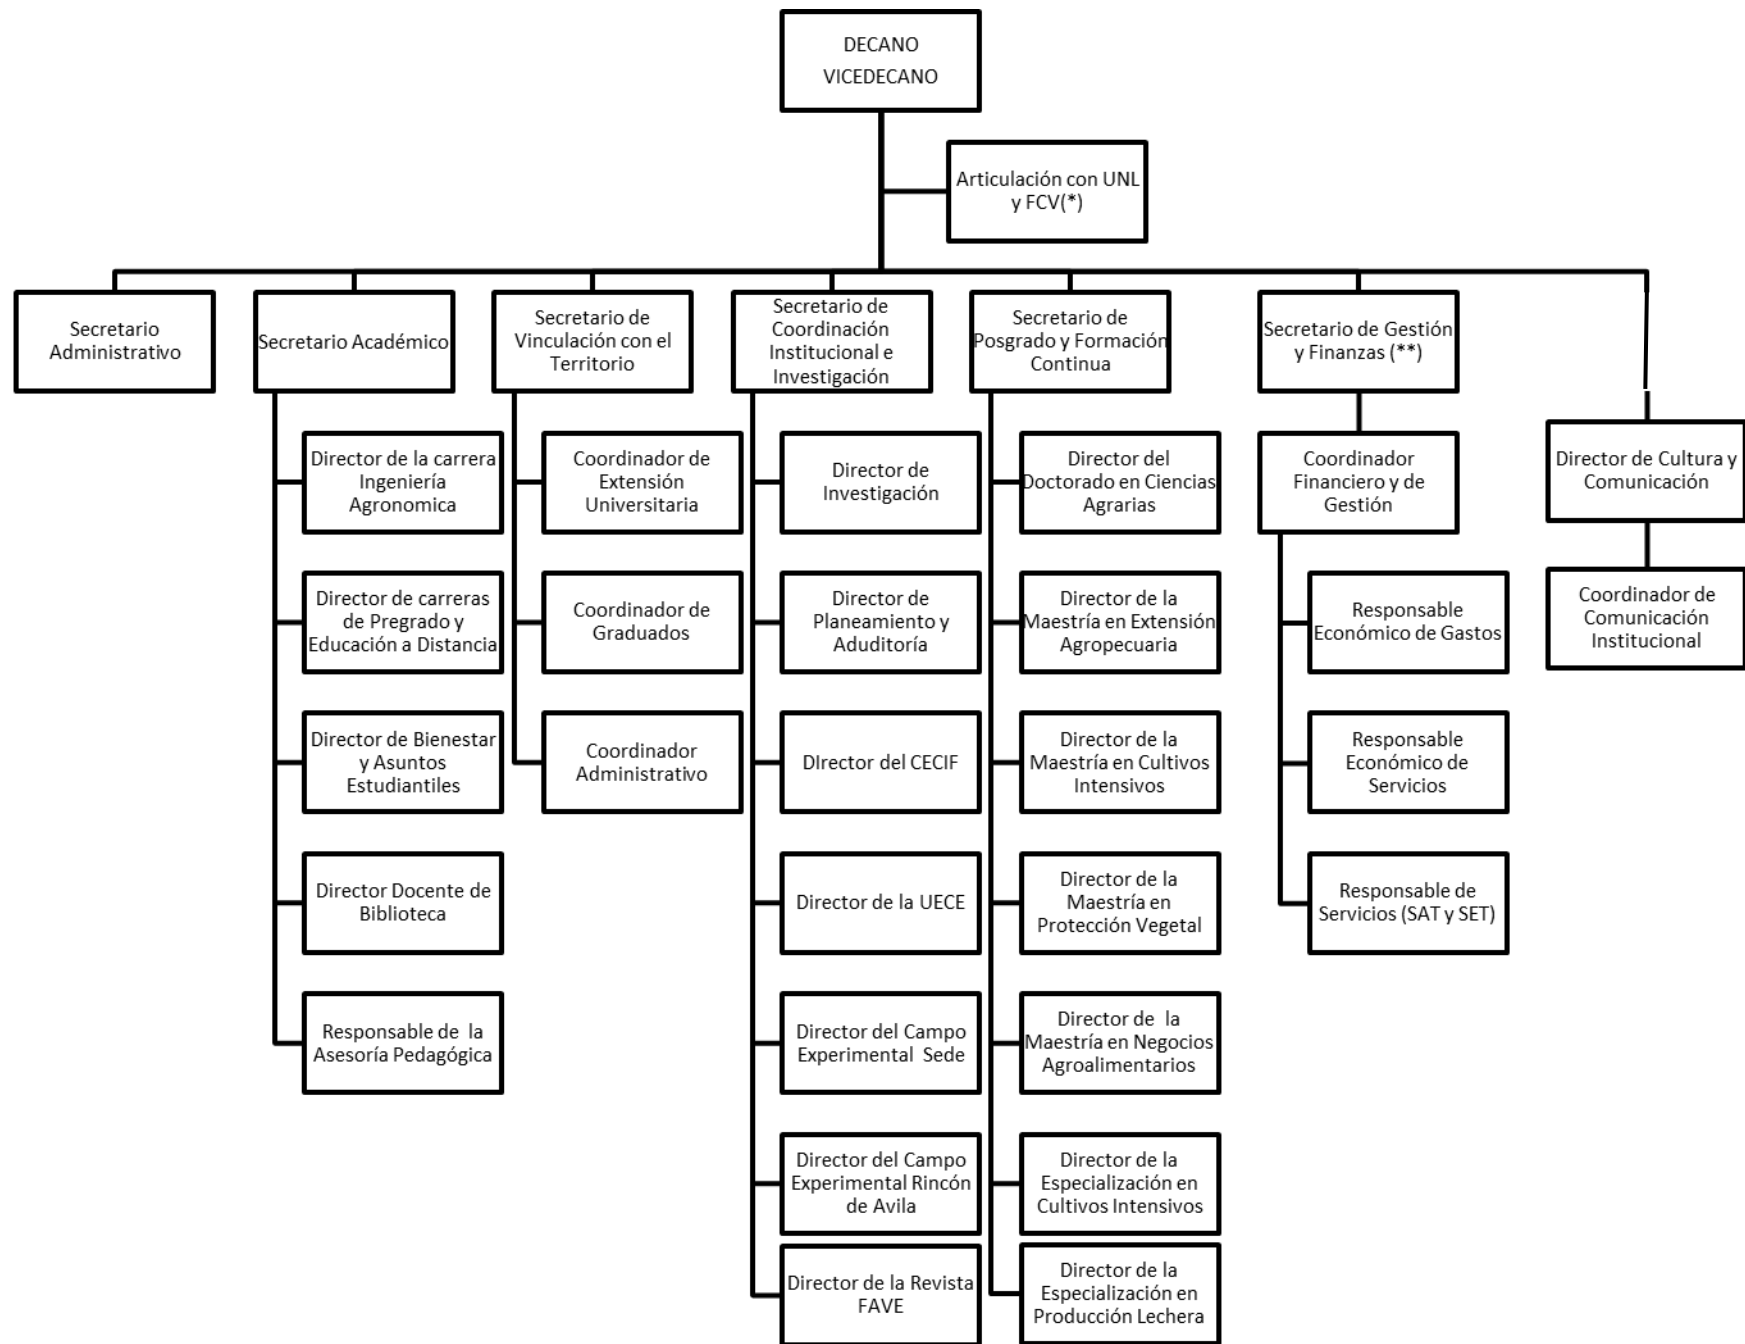 DECANO
VICEDECANO
Articulación con UNL
y FCV(*)
Secretario
Administrativo
Secretario Académico
Secretario de
Vinculación con el
Territorio
Secretario de
Coordinación
Institucional e
Investigación
Secretario de
Posgrado y Formación
Continua
Secretario de Gestión
y Finanzas (**)
Director de la carrera
Ingeniería
Agronomica
Director de carreras
de Pregrado y
Educación a Distancia
Director de Bienestar
y Asuntos
Estudiantiles
Director Docente de
Biblioteca
Responsable de  la
Asesoría Pedagógica
Coordinador de
Extensión
Universitaria
Coordinador de
Graduados
Coordinador
Administrativo
Director de
Investigación
Director de
Planeamiento y
Aduditoría
DIrector del CECIF
Director de la UECE
Director del Campo
Experimental  Sede
Director del Campo
Experimental Rincón
de Avila
Director de la Revista
FAVE
Director del
Doctorado en Ciencias
Agrarias
Director de la
Maestría en Extensión
Agropecuaria
Director de la
Maestría en Cultivos
Intensivos
Director de la
Maestría en
Protección Vegetal
Director de  la
Maestría en Negocios
Agroalimentarios
Director de la
Especialización en
Cultivos Intensivos
Director de la
Especialización en
Producción Lechera
Coordinador
Financiero y de
Gestión
Responsable
Económico de Gastos
Responsable
Económico de
Servicios
Responsable de
Servicios (SAT y SET)
Director de Cultura y
Comunicación
Coordinador de
Comunicación
Institucional